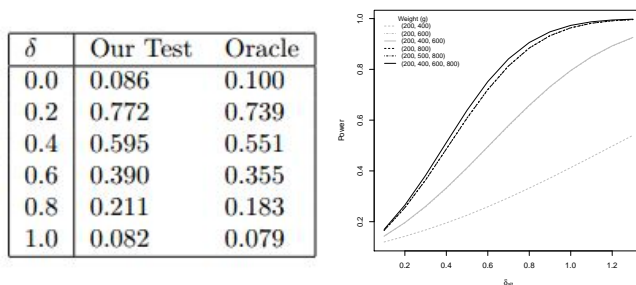 δ Our Test Oracle
0.0 0.086 0.100
0.2 0.772 0.739
0.4 0.595 0.551
0.6 0.390 0.355
0.8 0.211 0.183
1.0 0.082 0.079
Weight (g)
(200, 400)
(200, 600)
(200, 400, 600)
(200, 800)
(200, 500, 800)
(200, 400, 600, 800)
Power
1.0
0.8
0.6
0.4
0.2
0.2 0.4 0.6 0.8 1.0 1.2